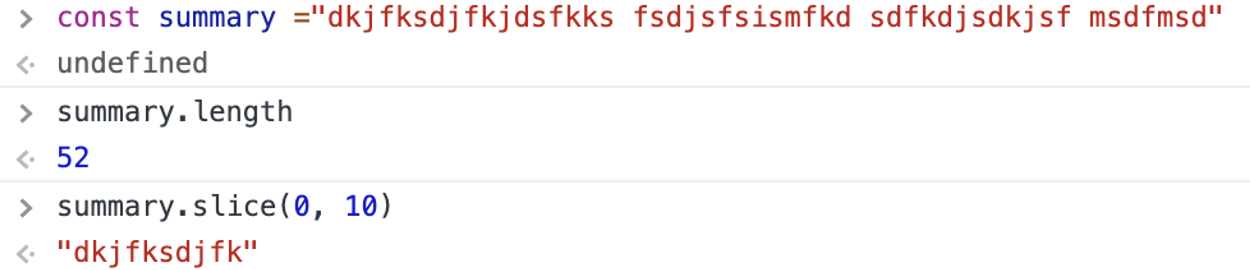 > const summary ="dkjfksdjfkjdsfkks fsdjsfsismfkd sdfkdjsdkjsf msdfmsd"
undefined
> summary.length
52
> summary.slice(0, 10)
"dkjfksdjfk"